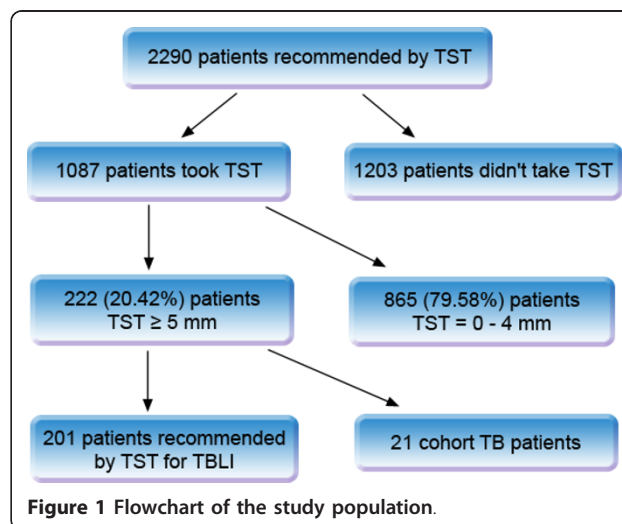 2290 patients recommended by TST
1087 patients took TST
1203 patients didn't take TST
222 (20.42%) patients
TST ≥ 5 mm
865 (79.58%) patients
TST = 0 - 4 mm
201 patients recommended
by TST for TBLI
21 cohort TB patients
Figure 1 Flowchart of the study population.